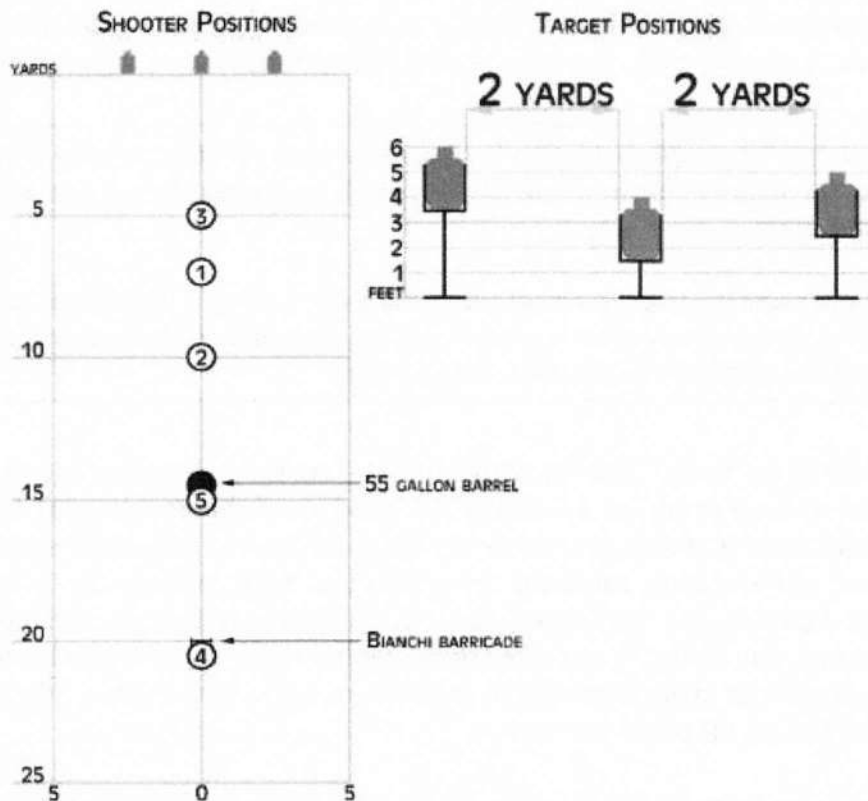 SHOOTER POSITIONS
YARDS
5
3
1
10
2
55 GALLON BARREL
15
5
20
BIANCHI BARRICADE
4
25
5 0 5
TARGET POSITIONS
2 YARDS 2 YARDS
6
5
4
3
2
1
FEET